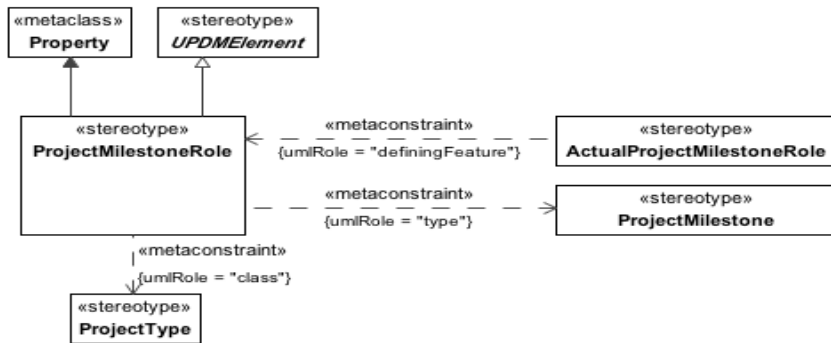 «metaclass»
Property
«stereotype»
UPDMElement
«stereotype»
ProjectMilestoneRole
«metaconstraint»
{umlRole = "definingFeature"}
«stereotype»
ActualProjectMilestoneRole
«metaconstraint»
{umlRole = "type"}
«stereotype»
ProjectMilestone
«metaconstraint»
{umlRole = "class"}
«stereotype»
ProjectType